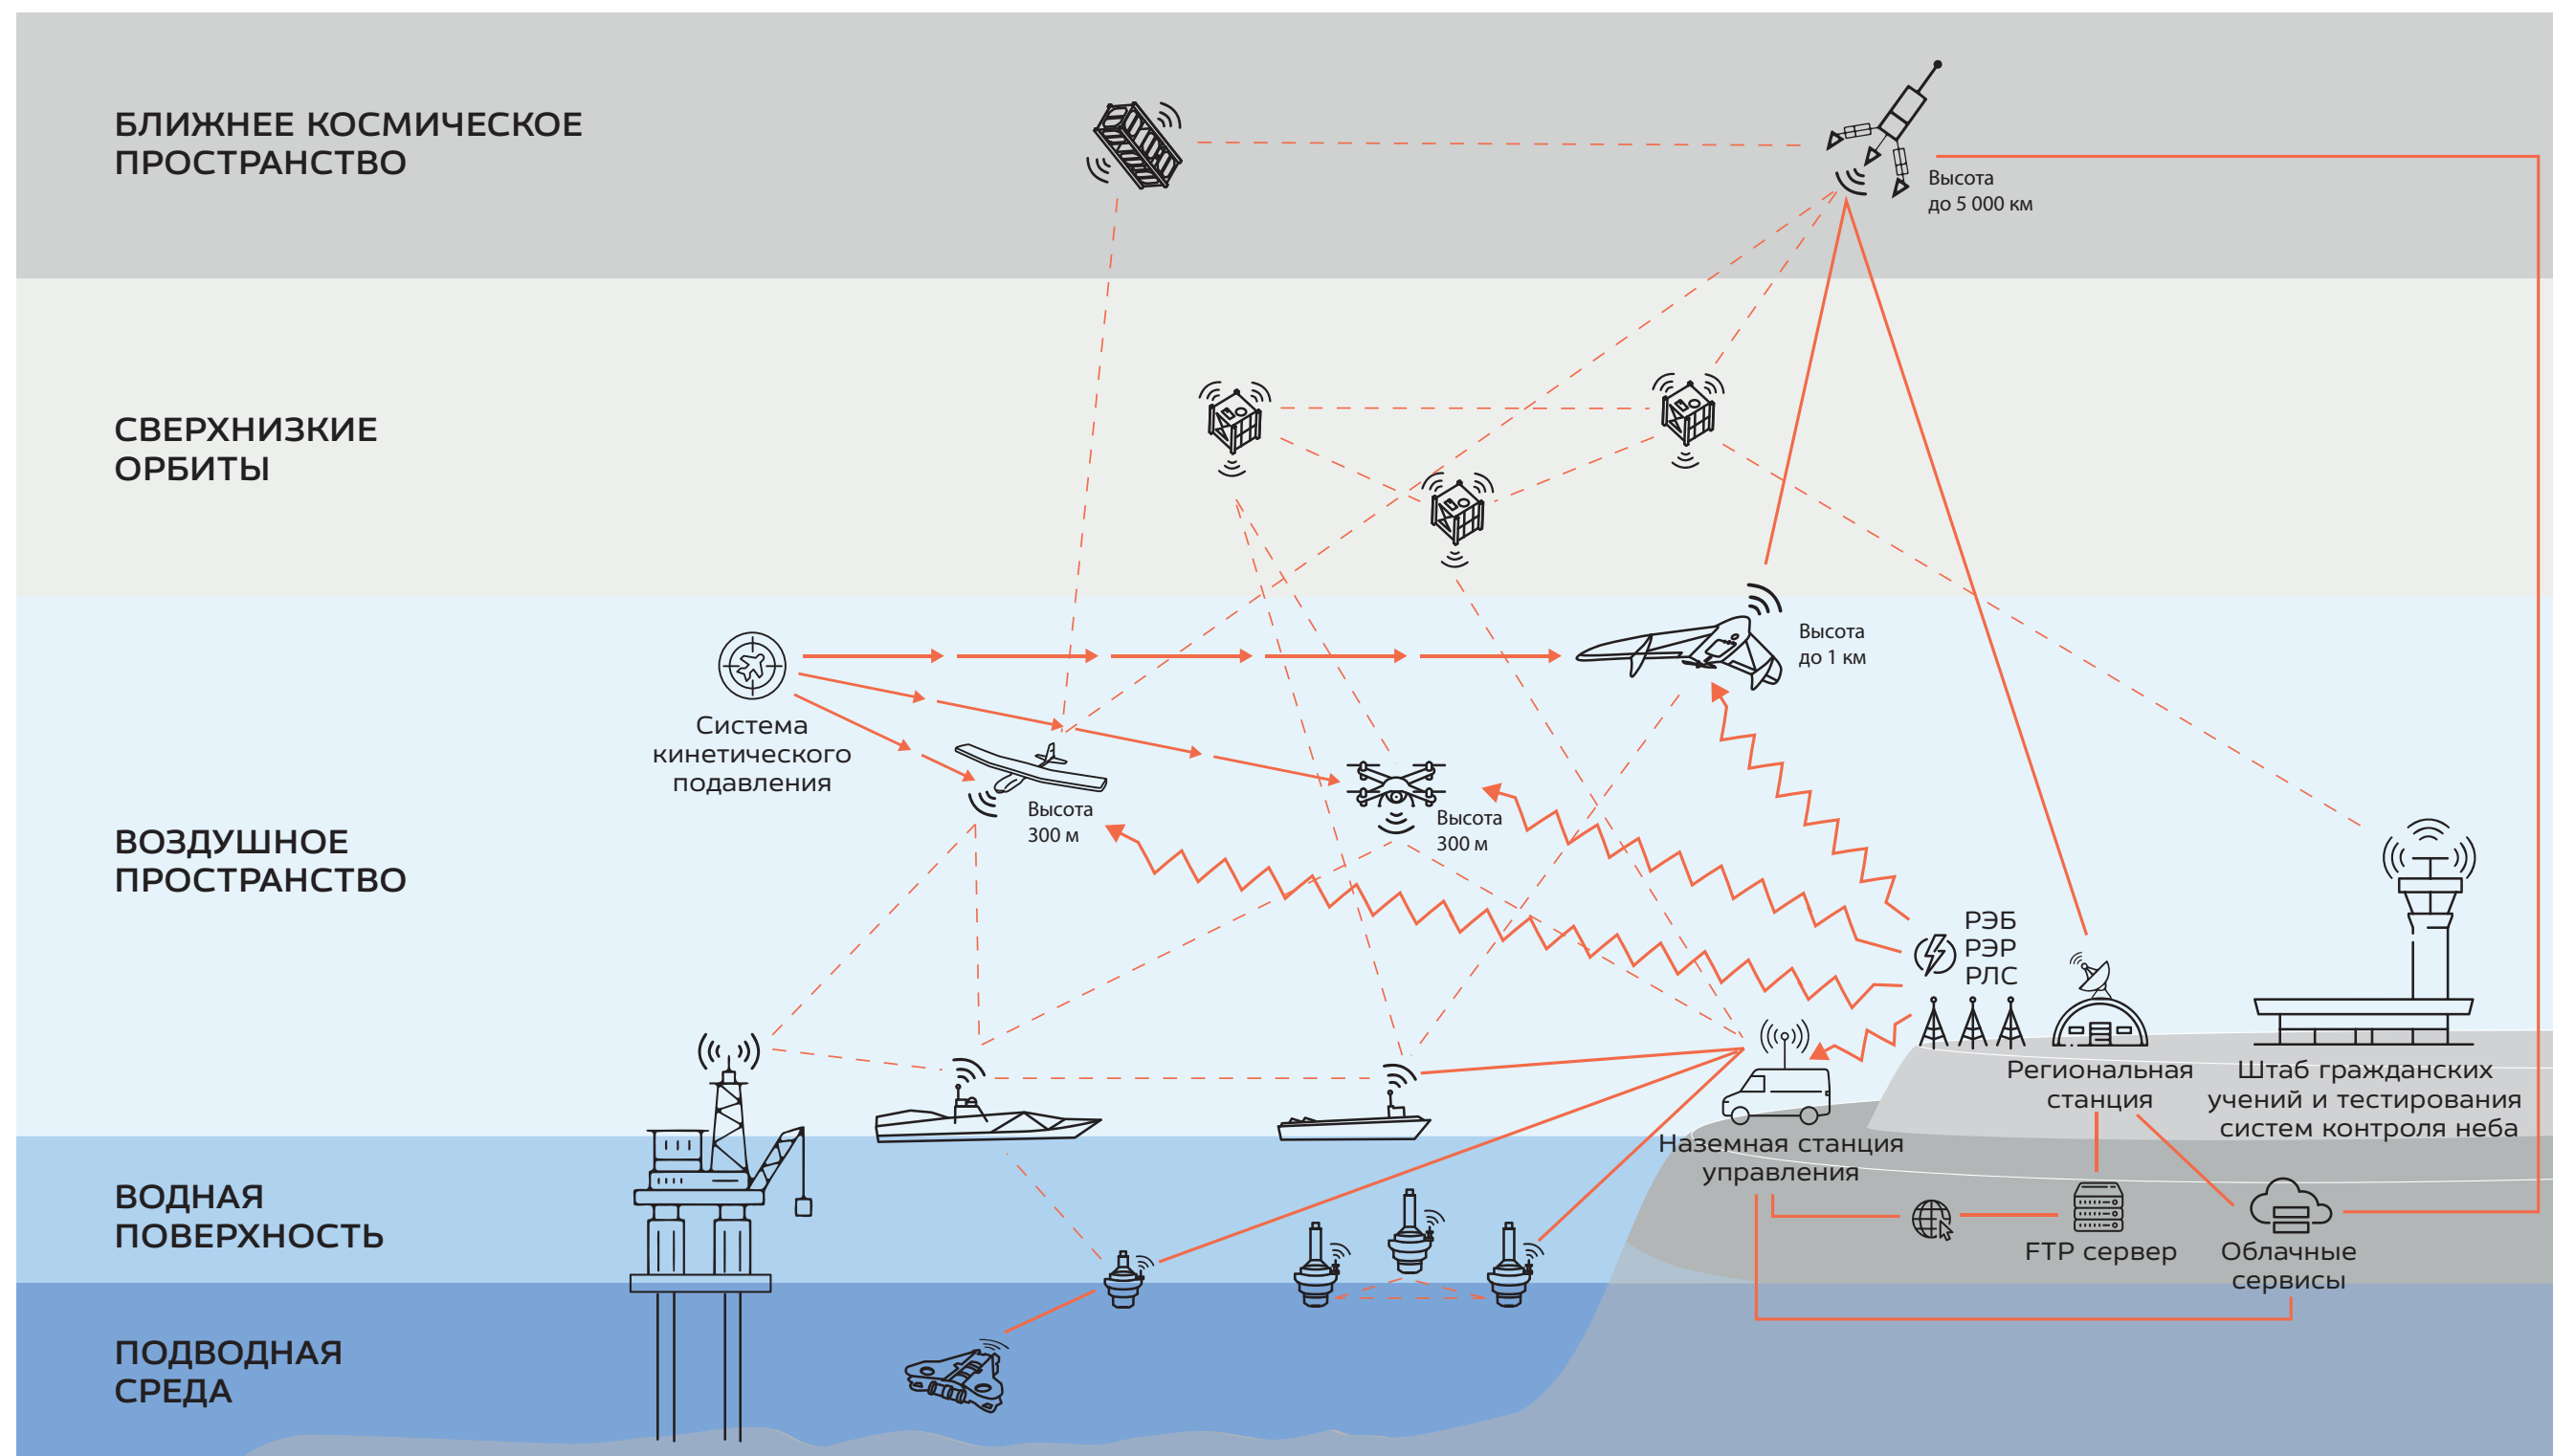 БЛИЖНЕЕ КОСМИЧЕСКОЕ
ПРОСТРАНСТВО
Высота
до 5 000 км
СВЕРХНИЗКИЕ
ОРБИТЫ
Высота
до 1 км
Система
кинетического
подавления
Высота
300 м
Высота
300 м
ВОЗДУШНОЕ
ПРОСТРАНСТВО
РЭБ
РЭР
РЛС
Региональная
станция
Штаб гражданских
учений и тестирования
систем контроля неба
Наземная станция
управления
ВОДНАЯ
ПОВЕРХНОСТЬ
FTP сервер
Облачные
сервисы
ПОДВОДНАЯ
СРЕДА